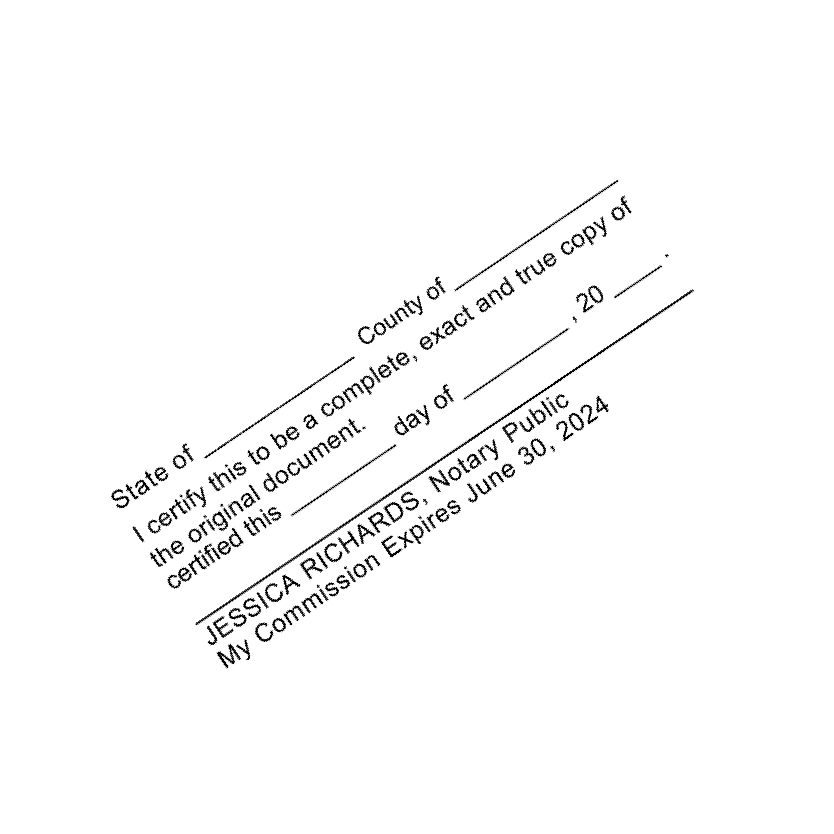 State of ____________ County of ____________
I certify this to be a complete, exact and true copy of
the original document.
certified this ________ day of ________, 20 ____.
JESSICA RICHARDS, Notary Public
My Commission Expires June 30, 2024